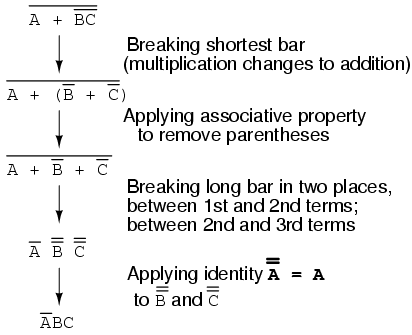 A̅ ̅+̅ ̅B̿C̿
Breaking shortest bar
(multiplication changes to addition)
A̅ ̅+̅ ̅(̅B̿ ̅+̅ ̅C̿)̅
Applying associative property
to remove parentheses
A̅ ̅+̅ ̅B̿ ̅+̅ ̅C̿
Breaking long bar in two places,
between 1st and 2nd terms;
between 2nd and 3rd terms
A̅ B̿ C̿
Applying identity A̿ = A
to B̿ and C̿
A̅BC